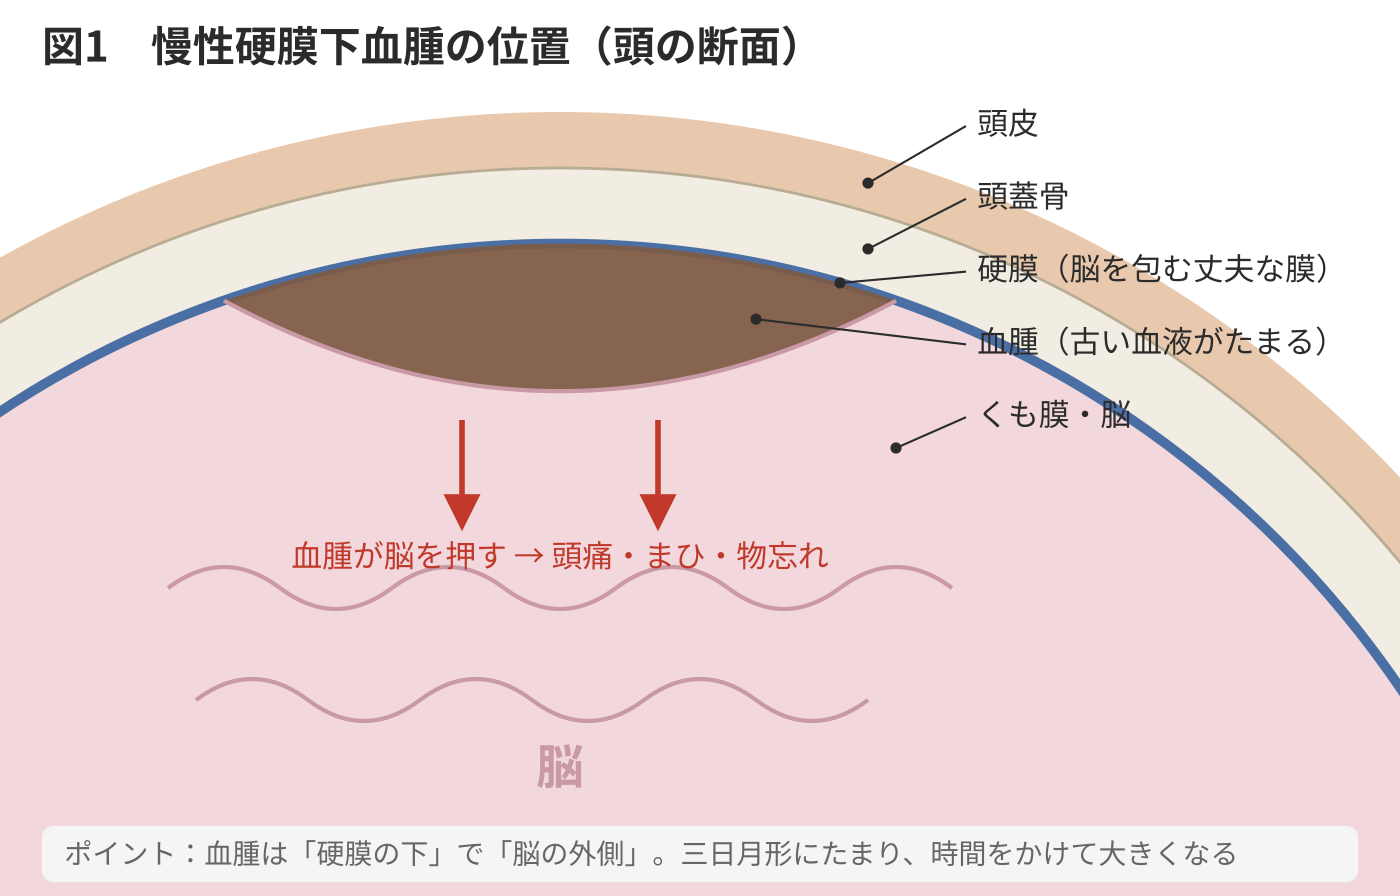 図1　慢性硬膜下血腫の位置（頭の断面）
頭皮
頭蓋骨
硬膜（脳を包む丈夫な膜）
血腫（古い血液がたまる）
くも膜・脳
血腫が脳を押す→頭痛・まひ・物忘れ
脳
ポイント：血腫は「硬膜の下」で「脳の外側」。三日月形にたまり、時間をかけて大きくなる